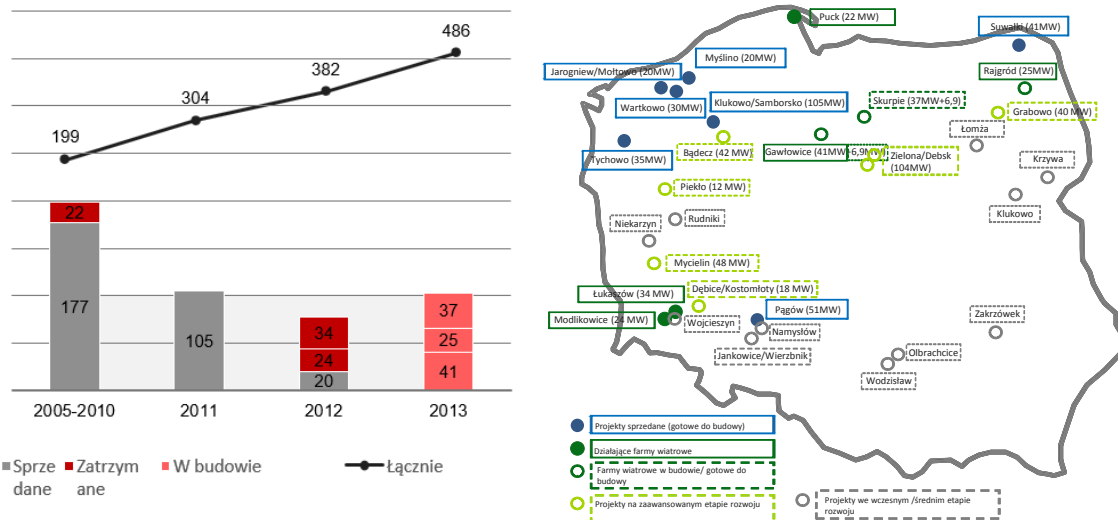 486
382
304
199
22
177
105
34
24
20
37
25
41
2005-2010
2011
2012
2013
Sprze
dane
Zatrzym
ane
W budowie
Łącznie
Puck (22 MW)
Suwałki (41MW)
Myślino (20MW)
Jarogniew/Mołtowo (20MW)
Rajgród (25MW)
Wartkowo (30MW)
Klukowo/Samborsko (105MW)
Skurpie (37MW+6,9)
Grabowo (40 MW)
Łomża
Tychowo (35MW)
Bądecz (42 MW)
Gawłowice (41MW+6,9MW)
Zielona/Debsk
(104MW)
Krzywa
Piekło (12 MW)
Klukowo
Niekarzyn
Rudniki
Mycielin (48 MW)
Dębice/Kostomłoty (18 MW)
Łukaszów (34 MW)
Modlikowice (24 MW)
Wojcieszyn
Pągów (51MW)
Namysłów
Zakrzówek
Jankowice/Wierzbnik
Olbrachcice
Wodzisław
Projekty sprzedane (gotowe do budowy)
Działające farmy wiatrowe
Farmy wiatrowe w budowie/ gotowe do
budowy
Projekty na zaawansowanym etapie rozwoju
Projekty we wczesnym /średnim etapie
rozwoju